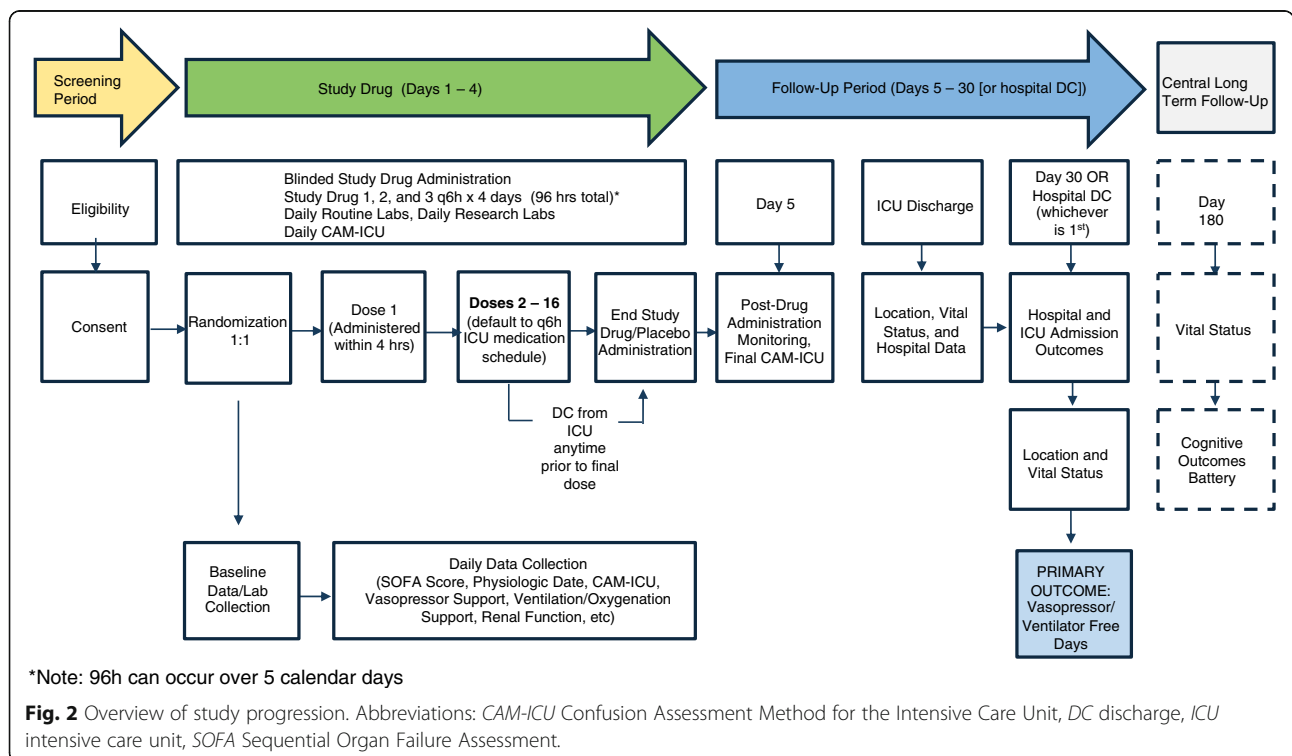 Screening
Period
Study Drug (Days 1 – 4)
Follow-Up Period (Days 5 – 30 [or hospital DC])
Central Long
Term Follow-Up
Eligibility
Blinded Study Drug Administration
Study Drug 1, 2, and 3 q6h x 4 days (96 hrs total)*
Daily Routine Labs, Daily Research Labs
Daily CAM-ICU
Day 5
ICU Discharge
Day 30 OR
Hospital DC
(whichever
is 1st)
Day
180
Consent
Randomization
1:1
Dose 1
(Administered
within 4 hrs)
Doses 2 – 16
(default to q6h
ICU medication
schedule)
End Study
Drug/Placebo
Administration
Post-Drug
Administration
Monitoring,
Final CAM-ICU
Location, Vital
Status, and
Hospital Data
Hospital and
ICU Admission
Outcomes
Vital Status
DC from
ICU
anytime
prior to final
dose
Location and
Vital Status
Cognitive
Outcomes
Battery
Baseline
Data/Lab
Collection
Daily Data Collection
(SOFA Score, Physiologic Date, CAM-ICU,
Vasopressor Support, Ventilation/Oxygenation
Support, Renal Function, etc)
PRIMARY
OUTCOME:
Vasopressor/
Ventilator Free
Days
*Note: 96h can occur over 5 calendar days
Fig. 2 Overview of study progression. Abbreviations: CAM-ICU Confusion Assessment Method for the Intensive Care Unit, DC discharge, ICU
intensive care unit, SOFA Sequential Organ Failure Assessment.